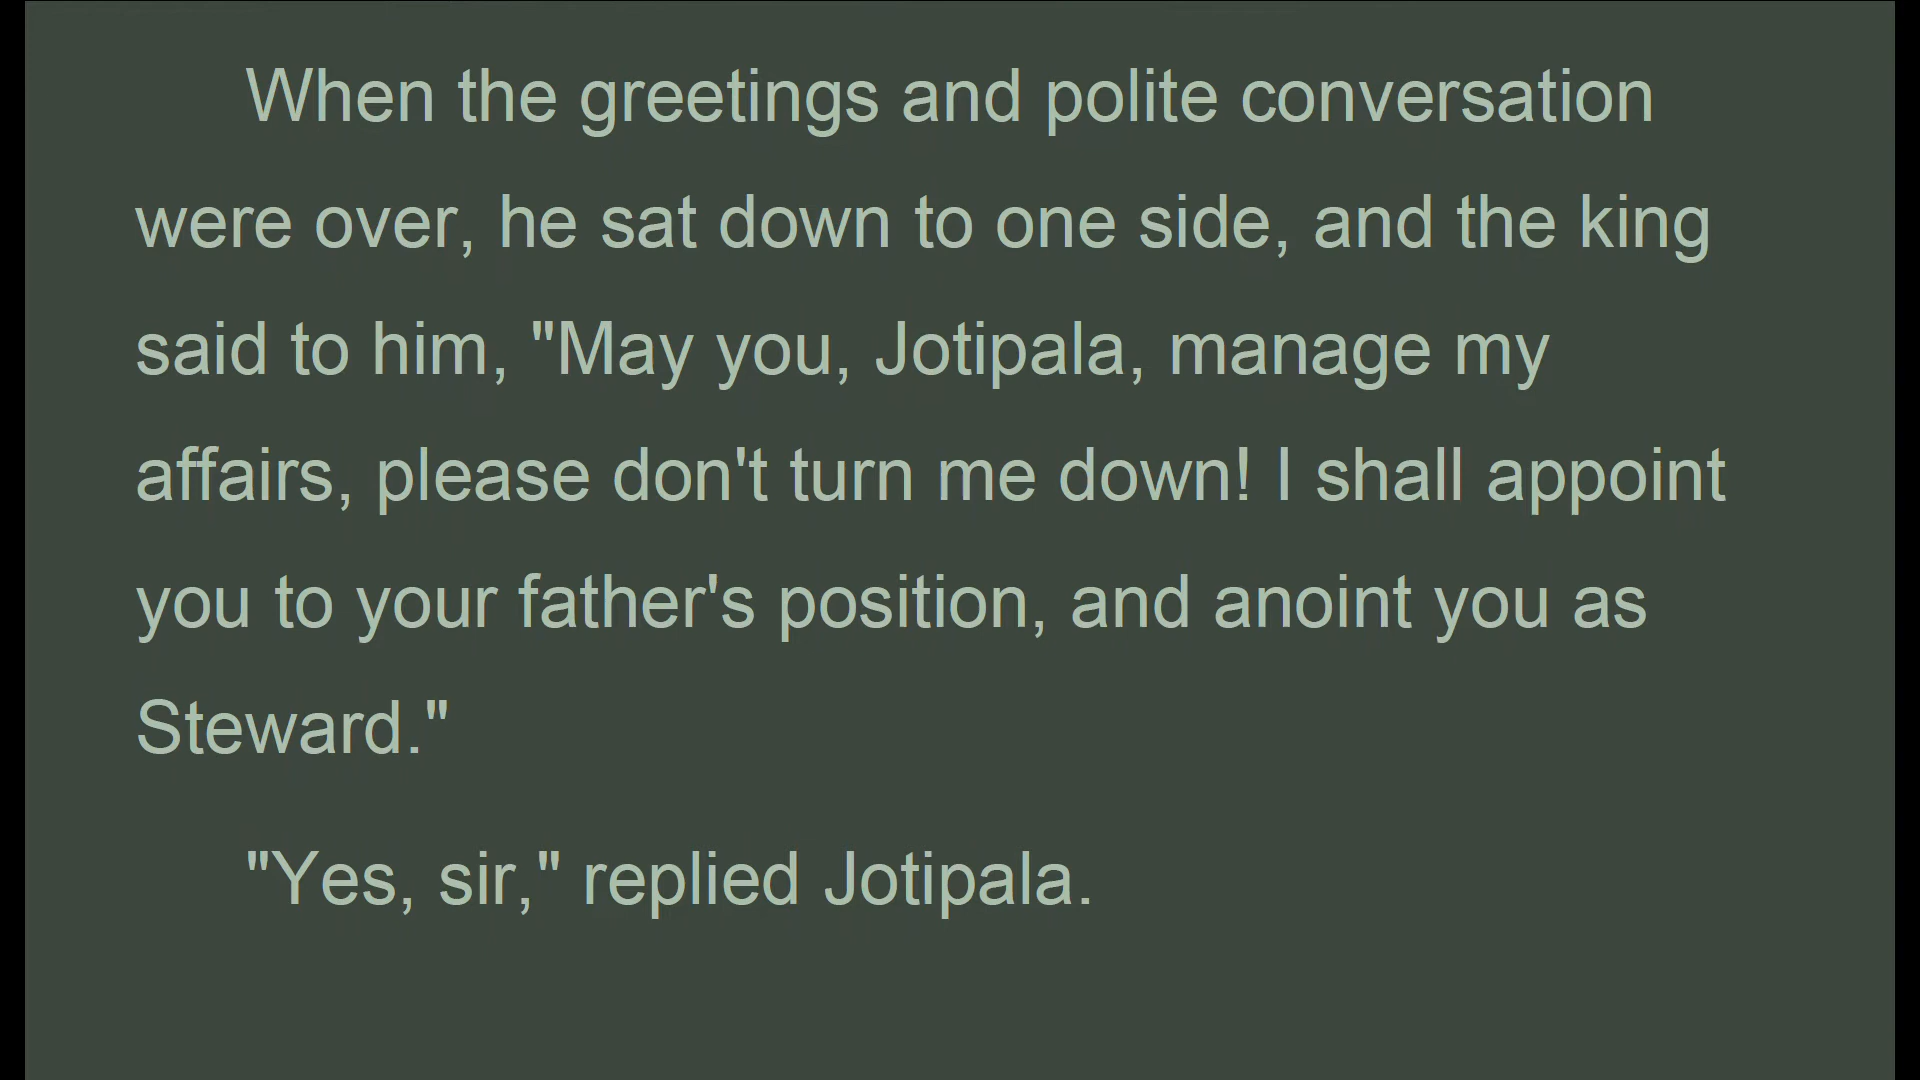 When the greetings and polite conversation
were over, he sat down to one side, and the king
said to him, "May you, Jotipala, manage my
affairs, please don't turn me down! I shall appoint
you to your father's position, and anoint you as
Steward."
"Yes, sir," replied Jotipala.